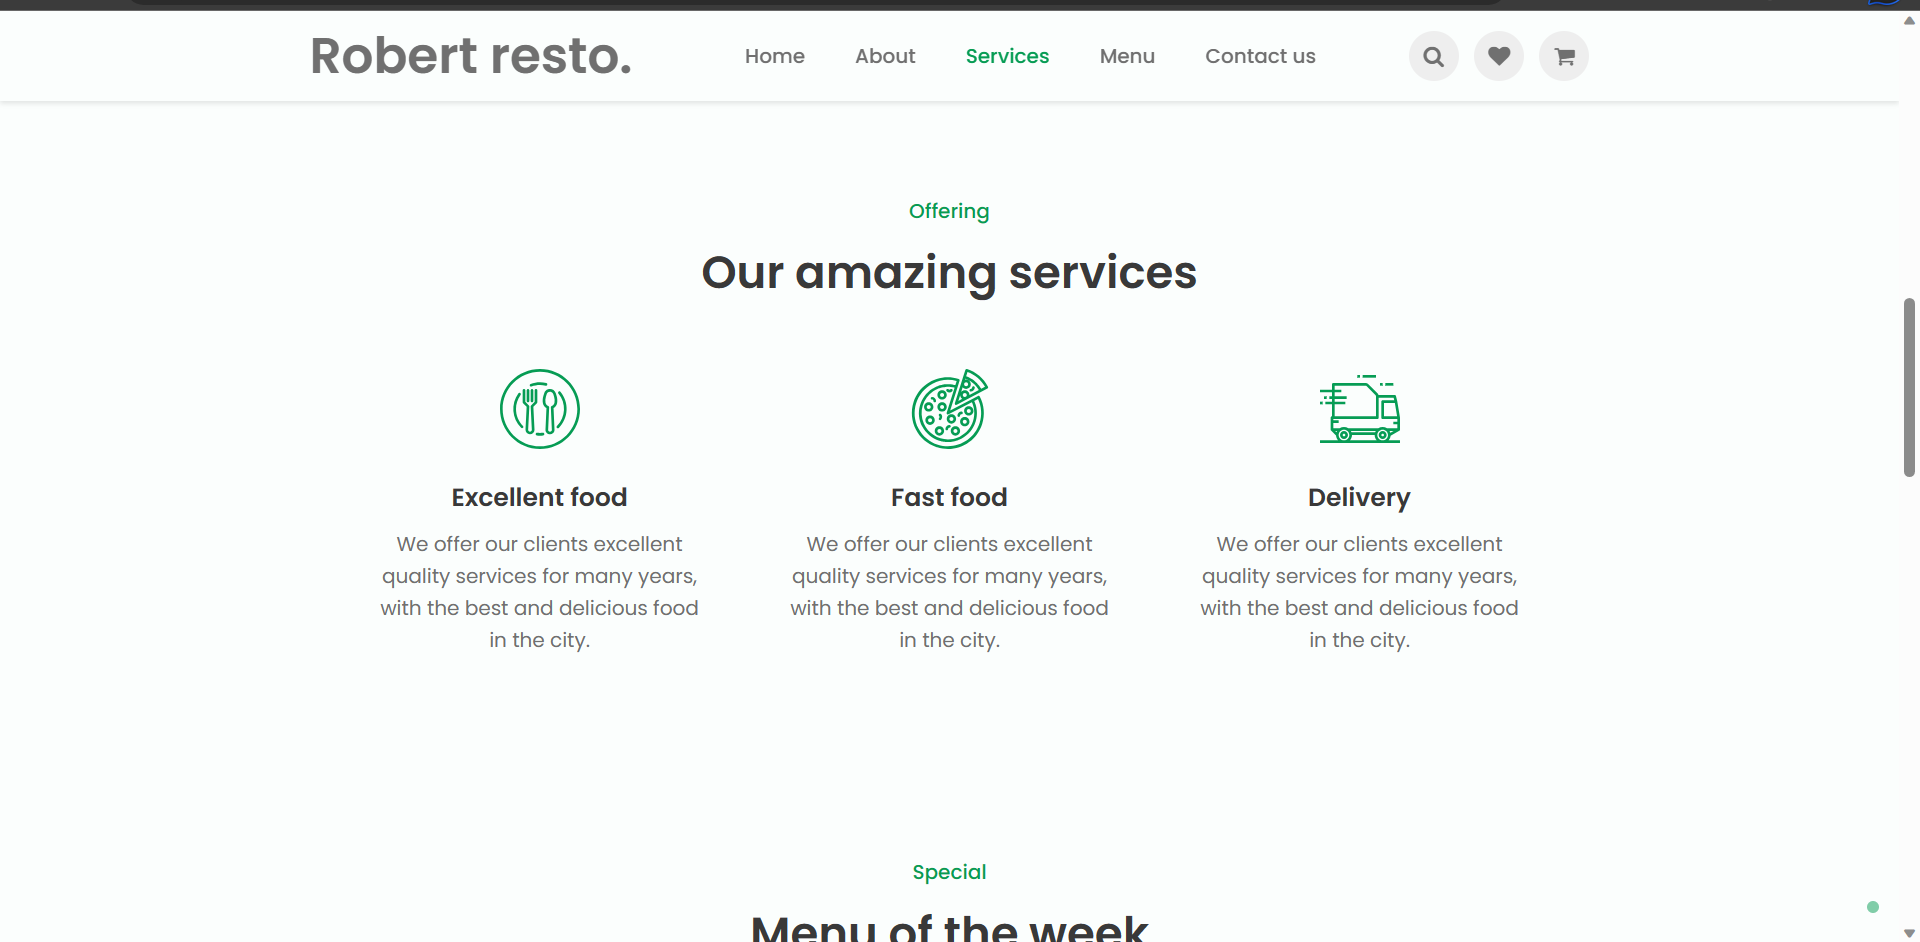 Robert resto.
Home About Services Menu Contact us
Offering
Our amazing services
Excellent food
We offer our clients excellent
quality services for many years,
with the best and delicious food
in the city.
Fast food
We offer our clients excellent
quality services for many years,
with the best and delicious food
in the city.
Delivery
We offer our clients excellent
quality services for many years,
with the best and delicious food
in the city.
Special
Menu of the week